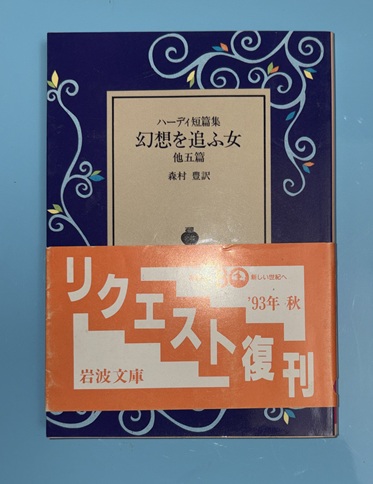 ハーディ短篇集
幻想を追ふ女
他五篇
森村 豊訳
新しい世紀へ
'93年 秋
リクエスト復刊
岩波文庫